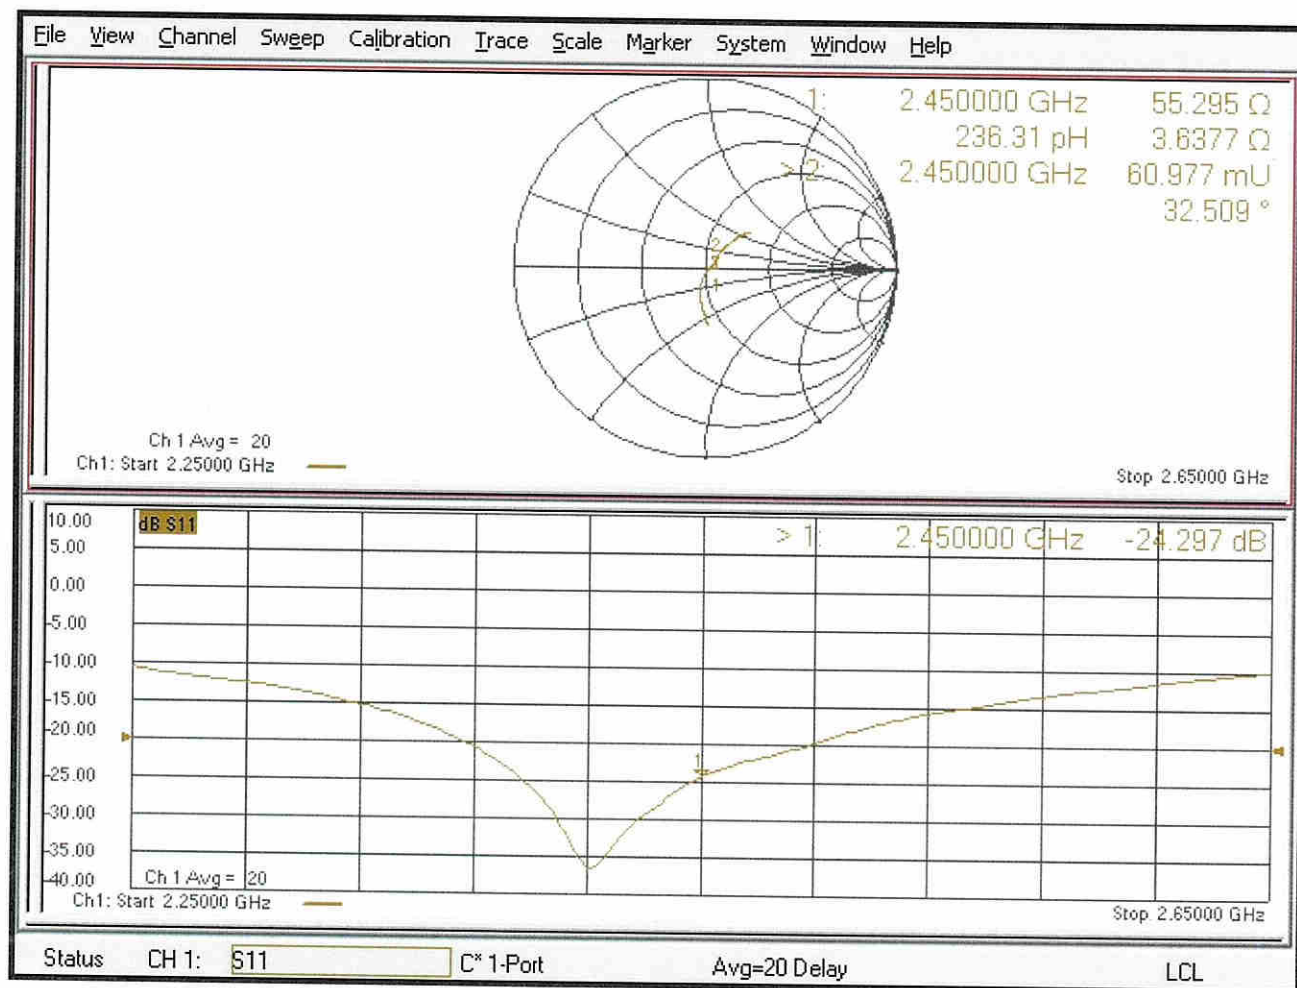 File View Channel Sweep Calibration Trace Scale Marker System Window Help
1: 2.450000 GHz 55.295 Ω
236.31 pH 3.6377 Ω
> 2: 2.450000 GHz 60.977 mU
32.509 °
2
1
Ch 1 Avg = 20
Ch1: Start 2.25000 GHz
Stop 2.65000 GHz
10.00
dB S11
> 1: 2.450000 GHz -24.297 dB
5.00
0.00
-5.00
-10.00
-15.00
-20.00
1
-25.00
-30.00
-35.00
-40.00
Ch 1 Avg = 20
Ch1: Start 2.25000 GHz
Stop 2.65000 GHz
Status CH 1: S11 C* 1-Port Avg=20 Delay LCL